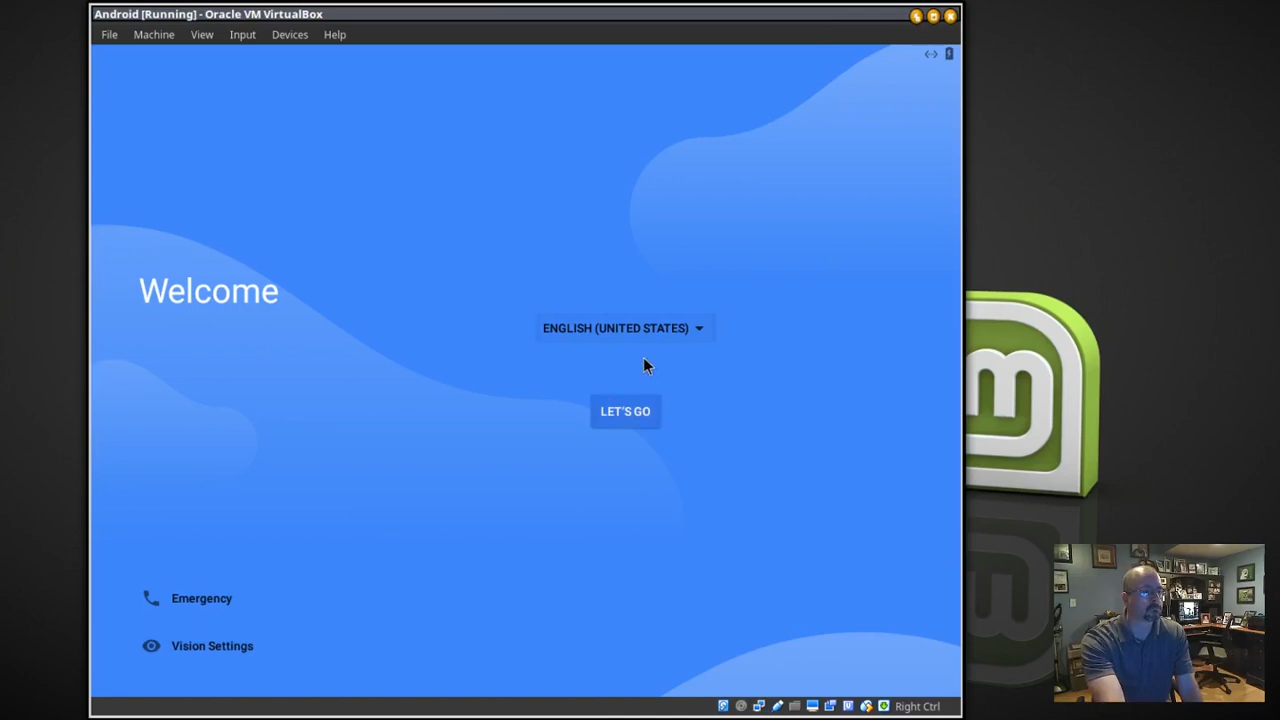 Android [Running] - Oracle VM VirtualBox
File Machine View Input Devices Help
Welcome
ENGLISH (UNITED STATES)
LET'S GO
Emergency
Vision Settings
Right Ctrl